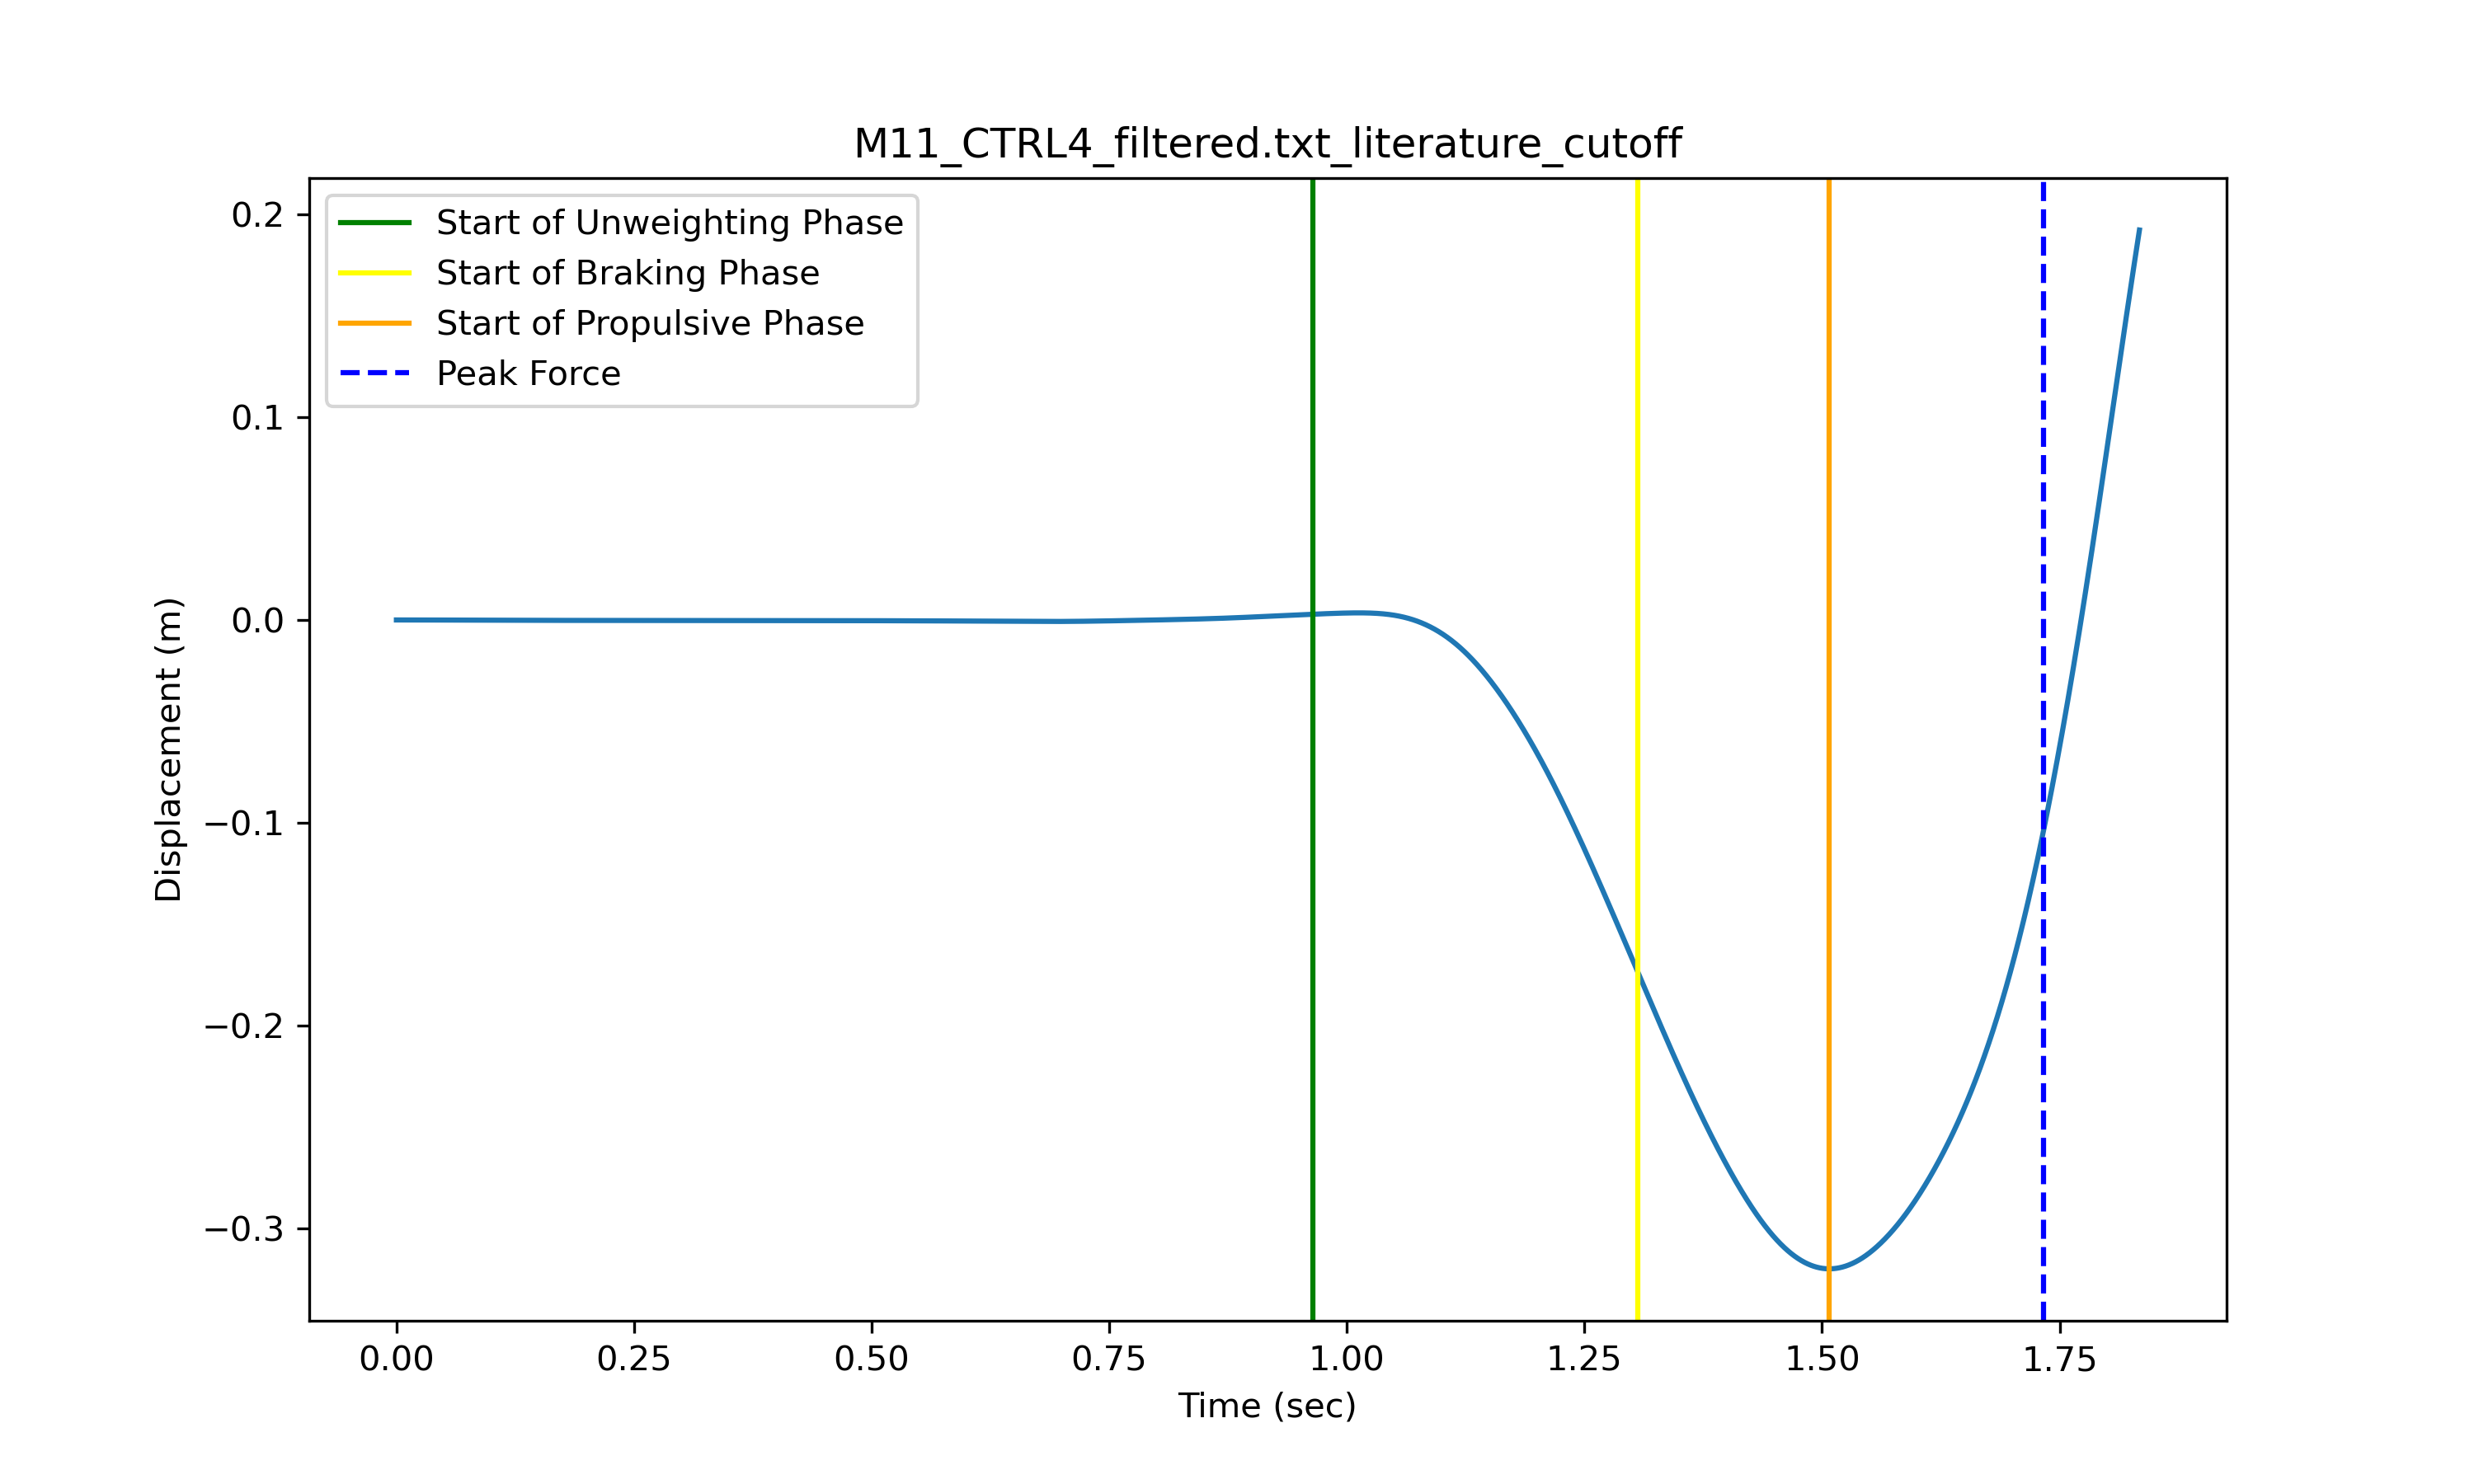 M11_CTRL4_filtered.txt_literature_cutoff
Start of Unweighting Phase
Start of Braking Phase
Start of Propulsive Phase
Peak Force
0.2
0.1
0.0
−0.1
−0.2
−0.3
Displacement (m)
0.00 0.25 0.50 0.75 1.00 1.25 1.50 1.75
Time (sec)